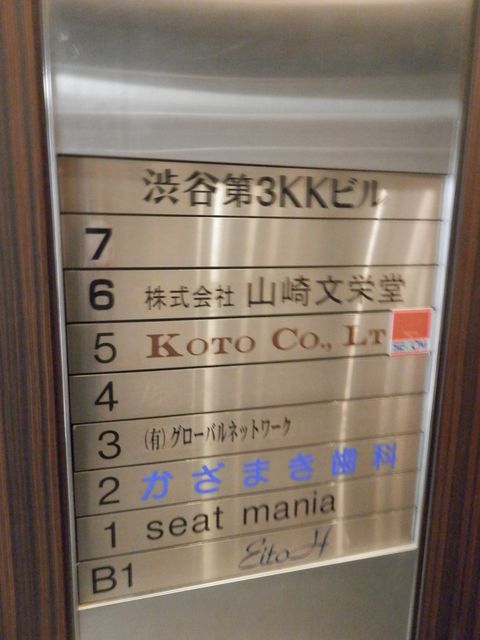 渋谷第3KKビル
7
6 株式会社 山崎文栄堂
5 KOTO CO., LT
SECOM
4
3 (有)グローバルネットワーク
2 かざまき歯科
1 seat mania
B1 Eito H